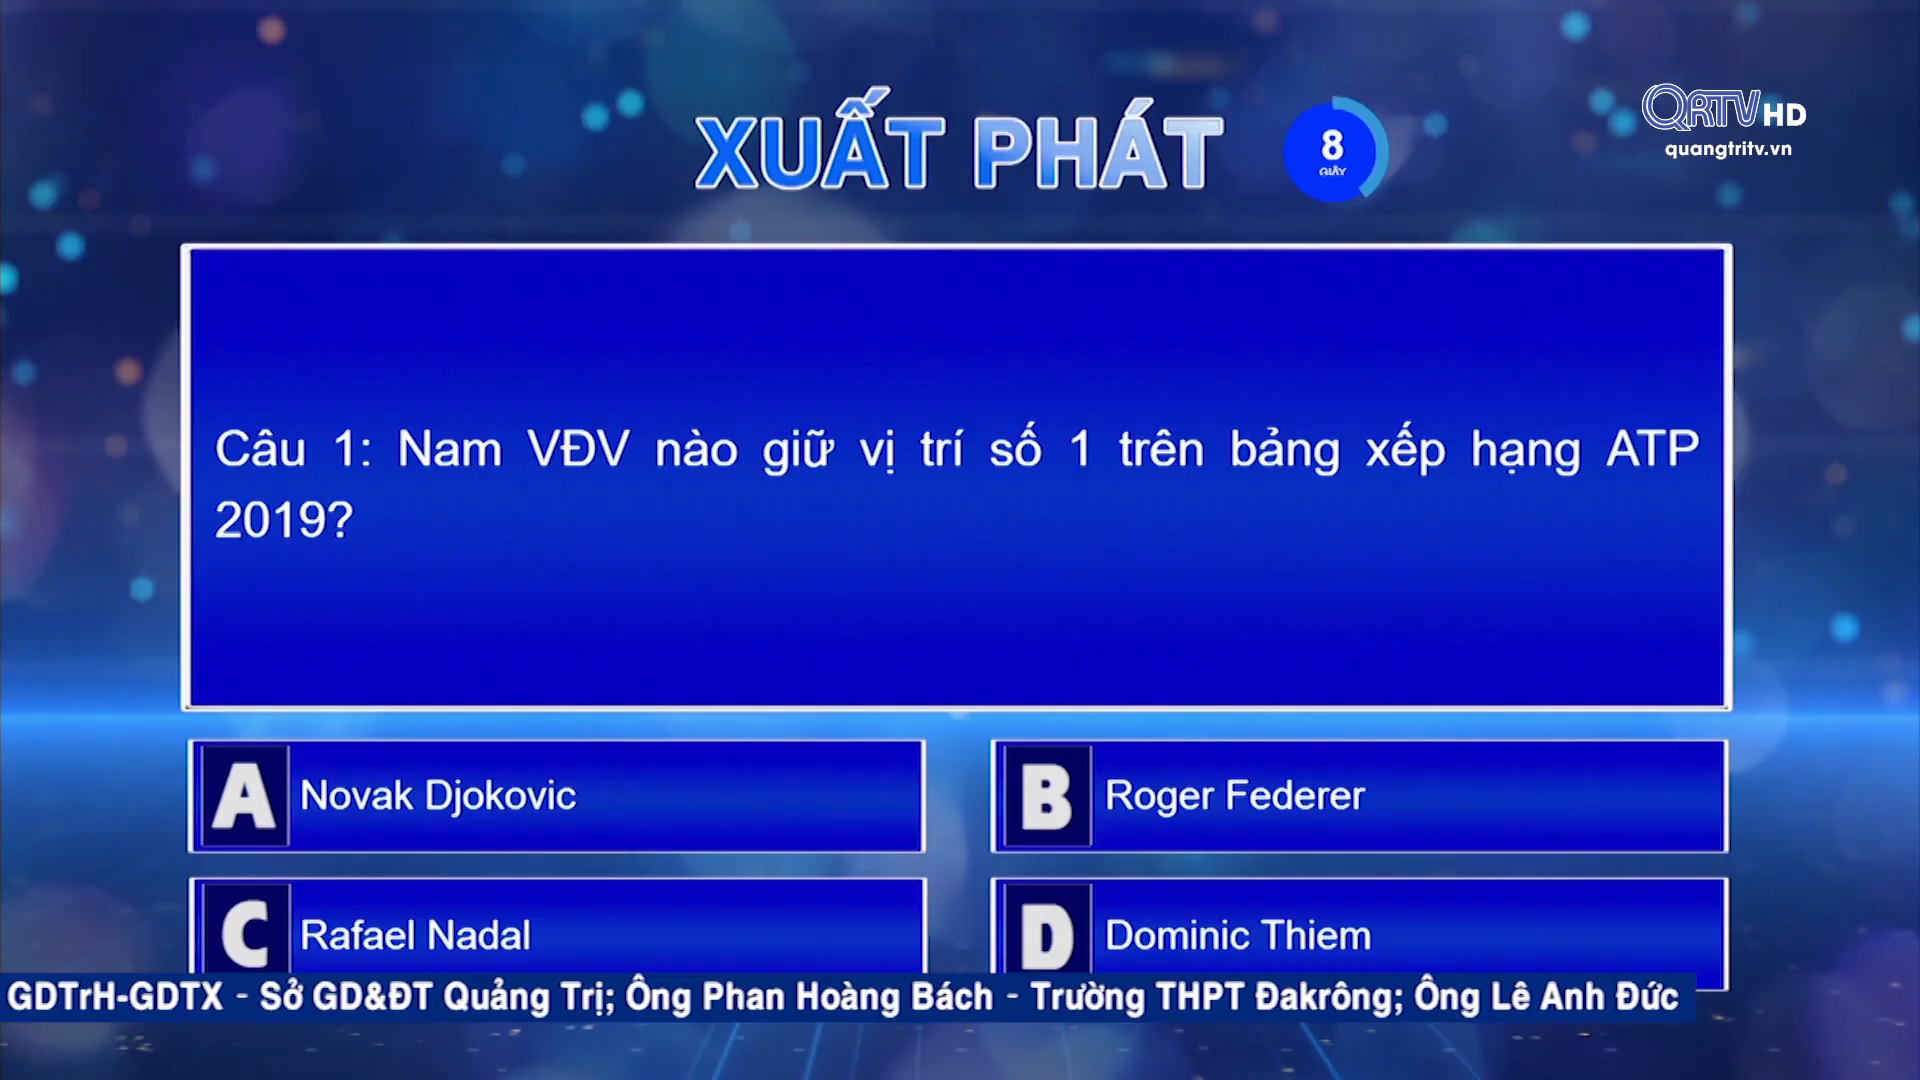 XUẤT PHÁT
8
GIÂY
QRTV HD
quangtritv.vn
Câu 1: Nam VĐV nào giữ vị trí số 1 trên bảng xếp hạng ATP
2019?
A Novak Djokovic
B Roger Federer
C Rafael Nadal
D Dominic Thiem
GDTrH-GDTX - Sở GD&ĐT Quảng Trị; Ông Phan Hoàng Bách - Trường THPT Đakrông; Ông Lê Anh Đức